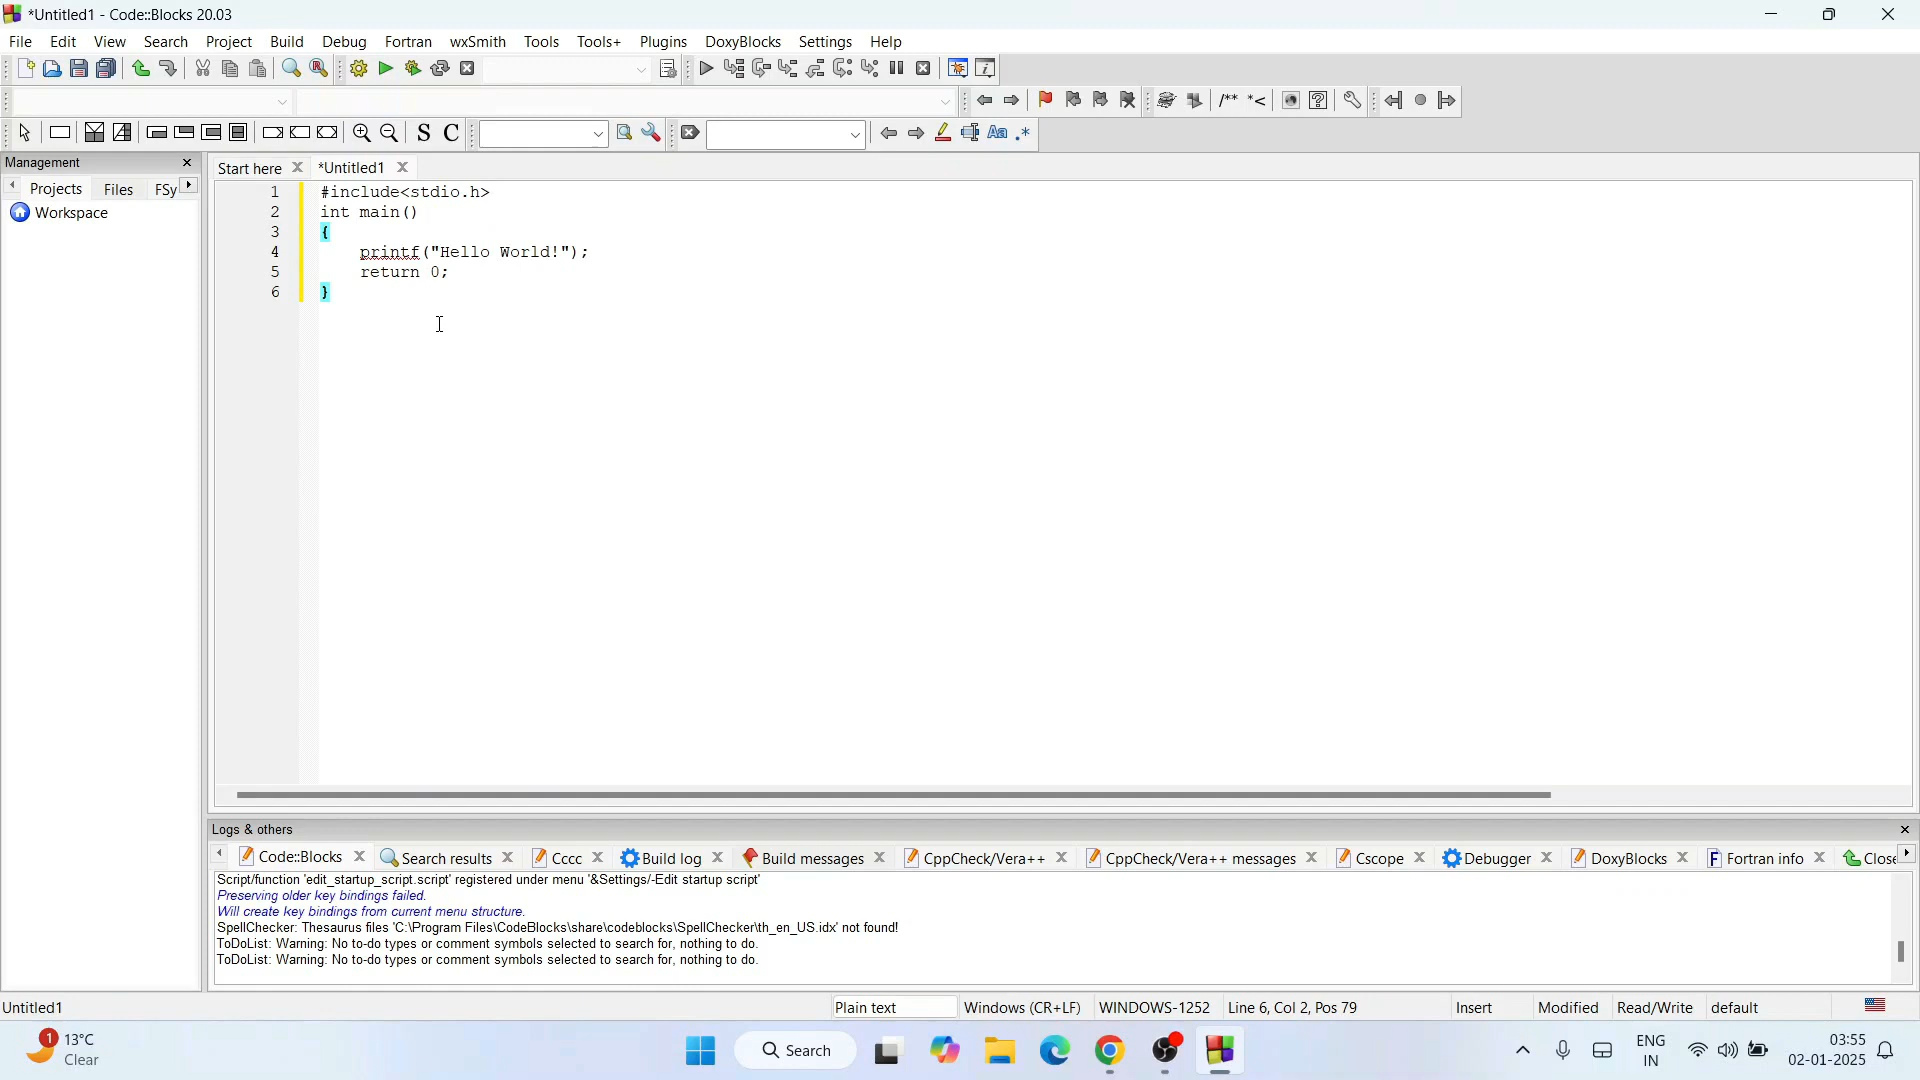 *Untitled1 - Code::Blocks 20.03
File Edit View Search Project Build Debug Fortran wxSmith Tools Tools+ Plugins DoxyBlocks Settings Help
/** *<
S C Aa .*
Management
Projects Files FSy
Workspace
Start here *Untitled1
1 #include<stdio.h>
2 int main()
3 {
4 printf("Hello World!");
5 return 0;
6 }
Logs & others
Code::Blocks Search results Cccc Build log Build messages CppCheck/Vera++ CppCheck/Vera++ messages Cscope Debugger DoxyBlocks Fortran info Close
Script/function 'edit_startup_script.script' registered under menu '&Settings/-Edit startup script'
Preserving older key bindings failed.
Will create key bindings from current menu structure.
SpellChecker: Thesaurus files 'C:\Program Files\CodeBlocks\share\codeblocks\SpellChecker\th_en_US.idx' not found!
ToDoList: Warning: No to-do types or comment symbols selected to search for, nothing to do.
ToDoList: Warning: No to-do types or comment symbols selected to search for, nothing to do.
Untitled1 Plain text Windows (CR+LF) WINDOWS-1252 Line 6, Col 2, Pos 79 Insert Modified Read/Write default
1 13°C
Clear
Search
ENG
IN
03:55
02-01-2025